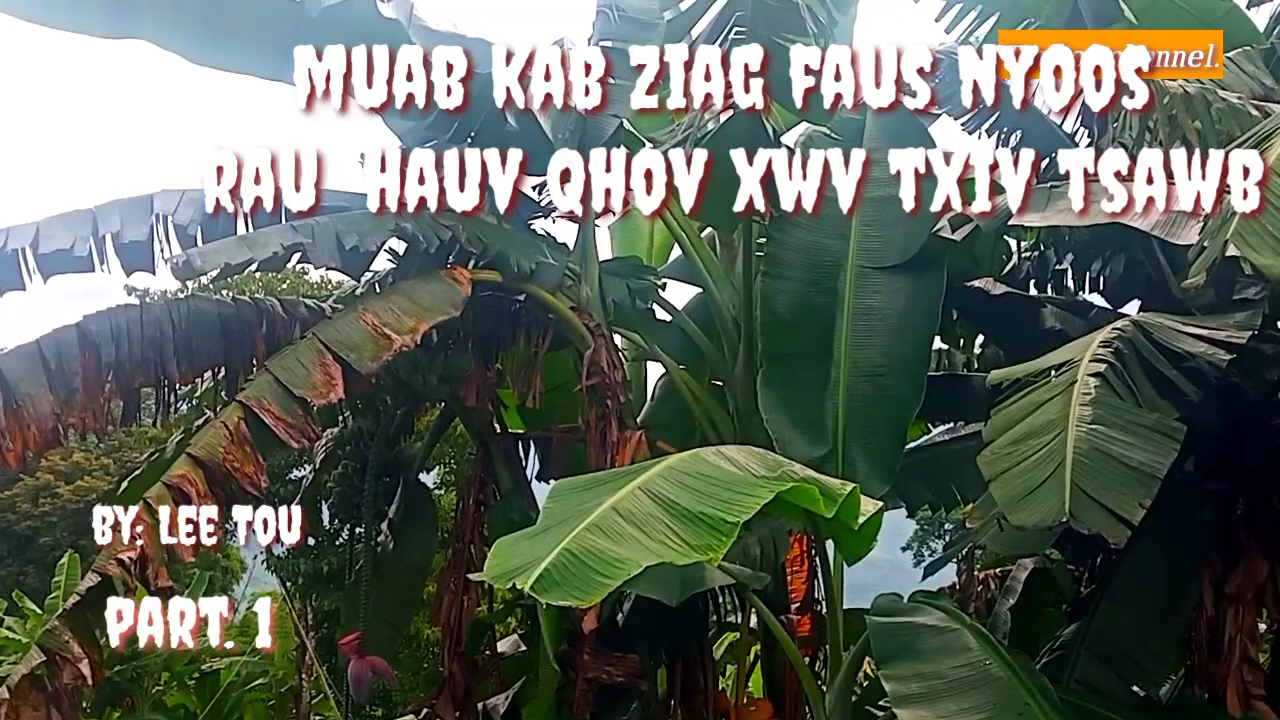 MUAB KAB ZIAG FAUS NYOOS
RAU HAUV QHOV XWV TXIV TSAWB
BY: LEE TOU.
PART. 1